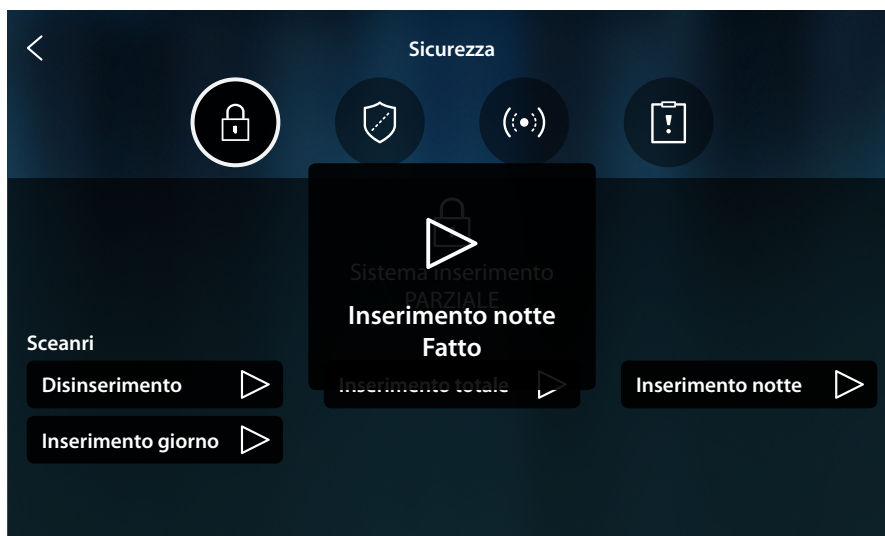 Sicurezza
Sistema inserimento
PARZIALE
Inserimento notte
Fatto
Sceanri
Disinserimento
Inserimento totale
Inserimento notte
Inserimento giorno